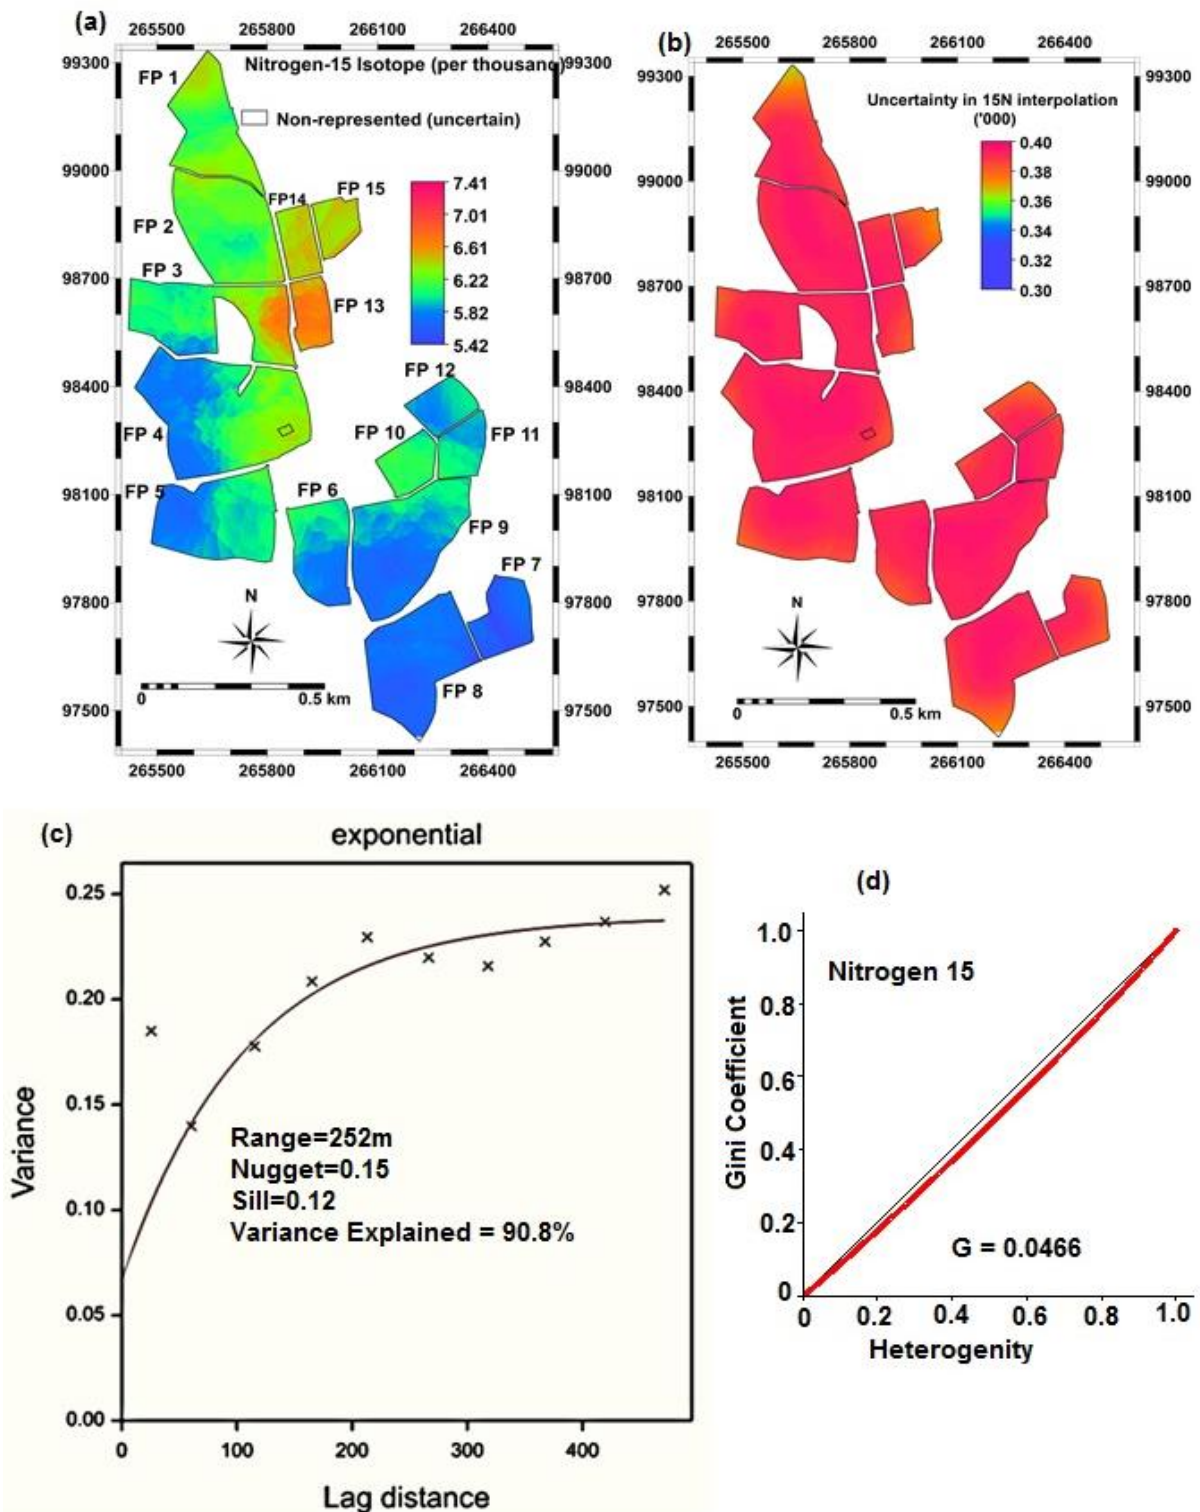 (a)
265500 265800 266100 266400
Nitrogen-15 Isotope (per thousand)
Non-represented (uncertain)
99300
99000
98700
98400
98100
97800
97500
99300
99000
98700
98400
98100
97800
97500
FP 1
FP 2
FP14
FP 15
FP 3
FP 13
FP 12
FP 4
FP 10
FP 11
FP 5
FP 6
FP 9
FP 7
FP 8
7.41
7.01
6.61
6.22
5.82
5.42
N
0 0.5 km
265500 265800 266100 266400
(b)
265500 265800 266100 266400
Uncertainty in 15N interpolation
('000)
0.40
0.38
0.36
0.34
0.32
0.30
99300
99000
98700
98400
98100
97800
97500
N
0 0.5 km
265500 265800 266100 266400
(c)
exponential
Variance
0.25
0.20
0.15
0.10
0.05
0.00
Range=252m
Nugget=0.15
Sill=0.12
Variance Explained = 90.8%
0 100 200 300 400
Lag distance
(d)
Gini Coefficient
1.0
0.8
0.6
0.4
0.2
0
Nitrogen 15
G = 0.0466
0 0.2 0.4 0.6 0.8 1.0
Heterogenity